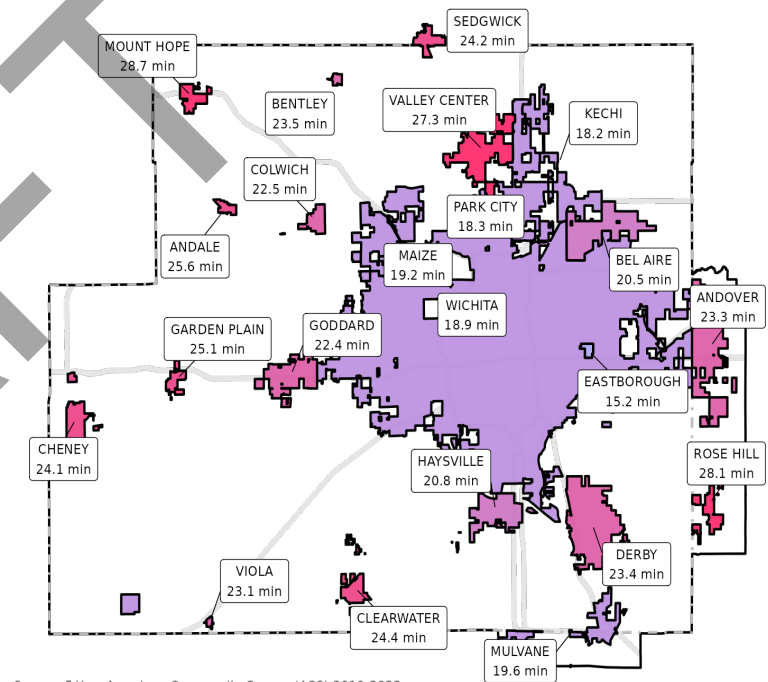 SEDGWICK
24.2 min
MOUNT HOPE
28.7 min
BENTLEY
23.5 min
VALLEY CENTER
27.3 min
KECHI
18.2 min
COLWICH
22.5 min
PARK CITY
18.3 min
ANDALE
25.6 min
MAIZE
19.2 min
BEL AIRE
20.5 min
ANDOVER
23.3 min
WICHITA
18.9 min
GARDEN PLAIN
25.1 min
GODDARD
22.4 min
EASTBOROUGH
15.2 min
CHENEY
24.1 min
HAYSVILLE
20.8 min
ROSE HILL
28.1 min
DERBY
23.4 min
VIOLA
23.1 min
CLEARWATER
24.4 min
MULVANE
19.6 min